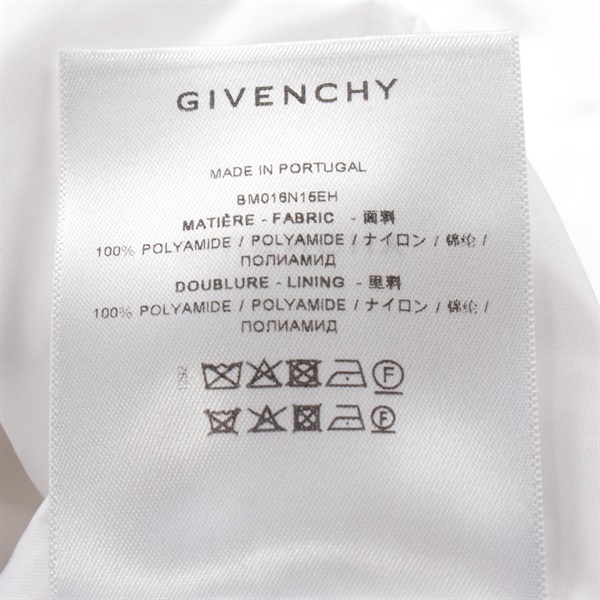 GIVENCHY
MADE IN PORTUGAL
BM016N15EH
MATIÈRE - FABRIC - 面料
100% POLYAMIDE / POLYAMIDE / ナイロン / 锦纶 /
ПОЛИАМИД
DOUBLURE - LINING - 里料
100% POLYAMIDE / POLYAMIDE / ナイロン / 锦纶 /
ПОЛИАМИД
F
F